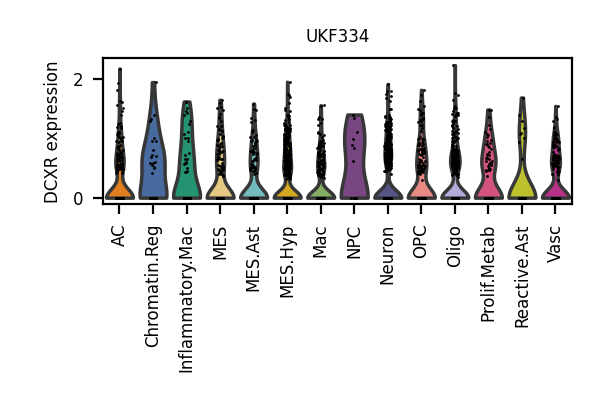 UKF334
DCXR expression
2
0
AC
Chromatin.Reg
Inflammatory.Mac
MES
MES.Ast
MES.Hyp
Mac
NPC
Neuron
OPC
Oligo
Prolif.Metab
Reactive.Ast
Vasc